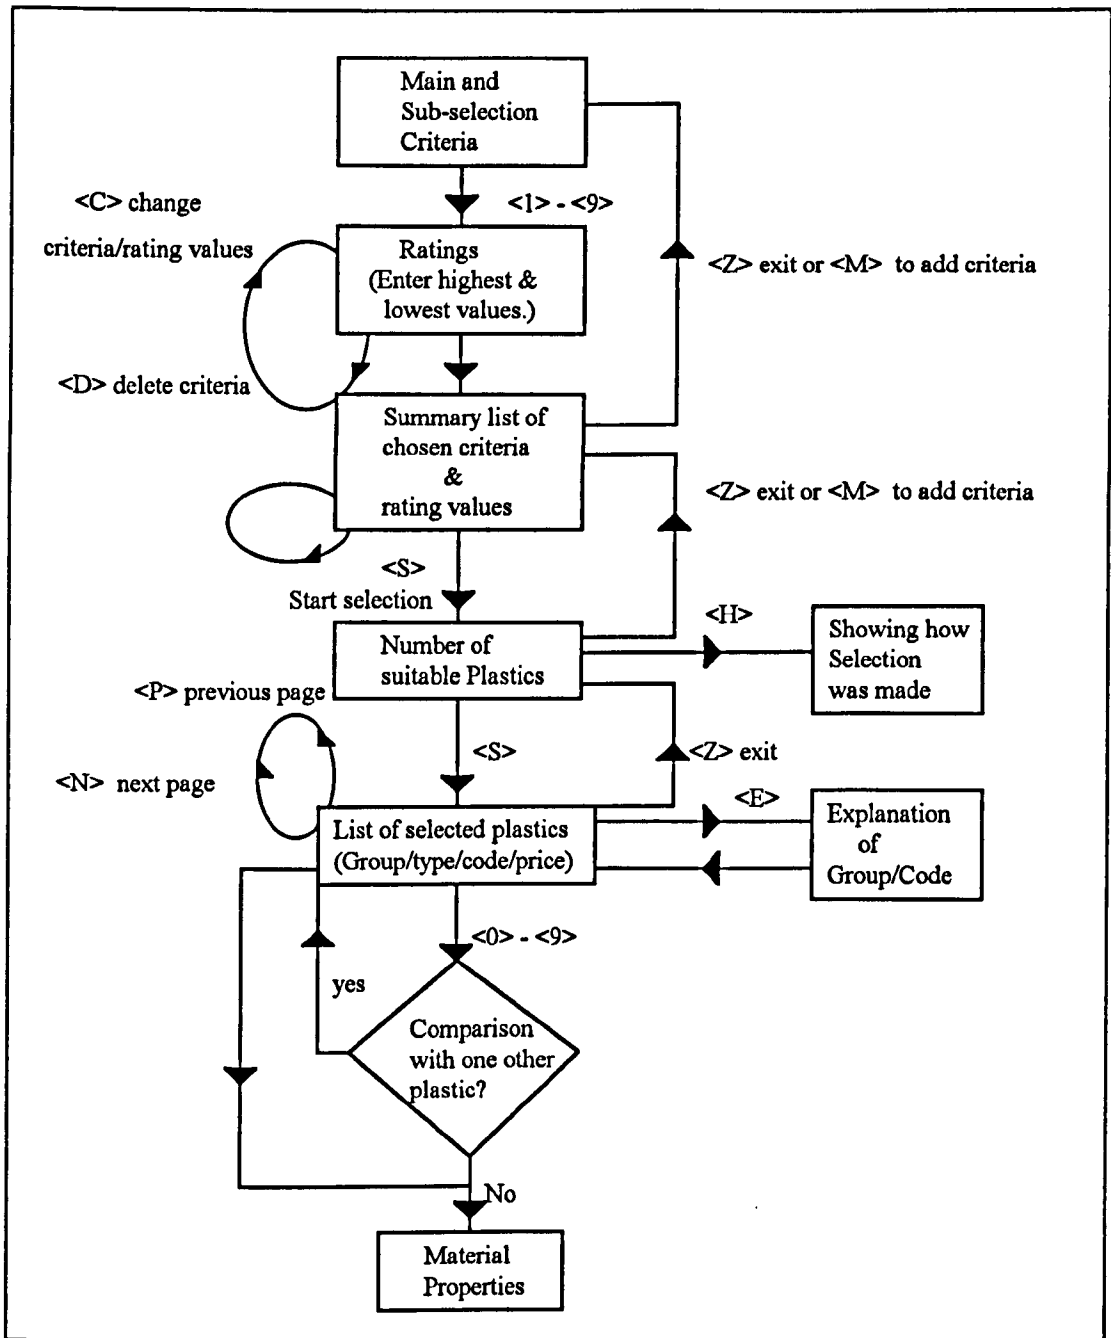 Main and
Sub-selection
Criteria
<C> change
criteria/rating values
<1> - <9>
Ratings
(Enter highest &
lowest values.)
<Z> exit or <M> to add criteria
<D> delete criteria
Summary list of
chosen criteria
&
rating values
<Z> exit or <M> to add criteria
<S>
Start selection
Number of
suitable Plastics
<H>
Showing how
Selection
was made
<P> previous page
<N> next page
<S>
<Z> exit
<E>
List of selected plastics
(Group/type/code/price)
Explanation
of
Group/Code
<0> - <9>
yes
Comparison
with one other
plastic?
No
Material
Properties